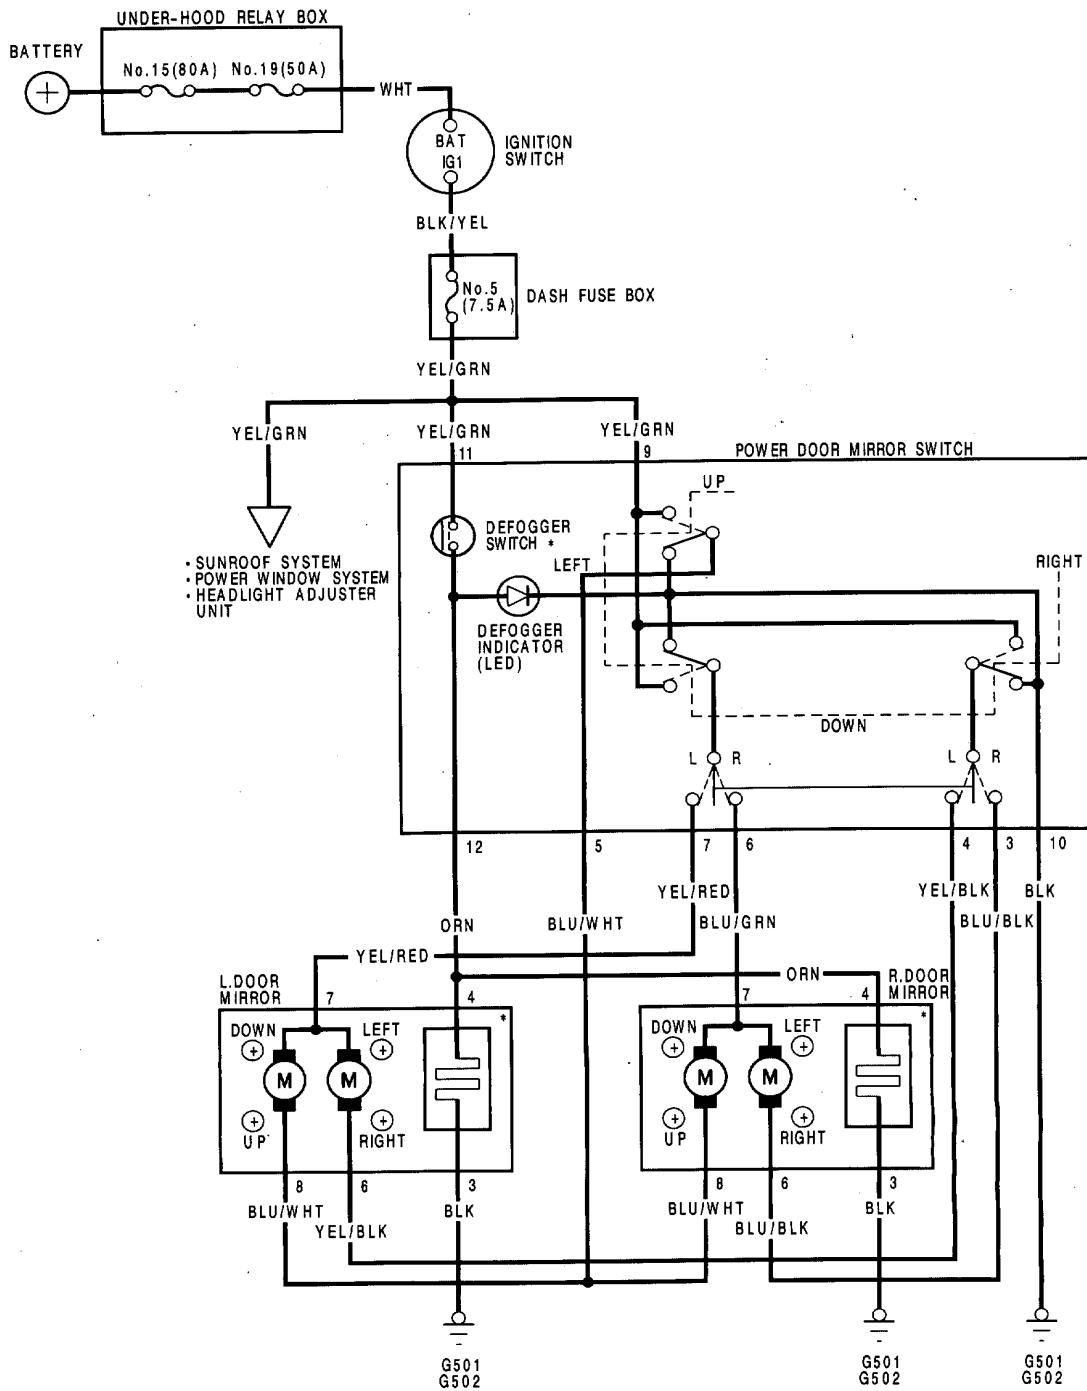 UNDER-HOOD RELAY BOX
BATTERY
No.15(80A) No.19(50A)
WHT
BAT
IG1
IGNITION
SWITCH
BLK/YEL
No.5
(7.5A)
DASH FUSE BOX
YEL/GRN
YEL/GRN
YEL/GRN
YEL/GRN
11
9
POWER DOOR MIRROR SWITCH
UP
DEFOGGER
SWITCH *
LEFT
RIGHT
• SUNROOF SYSTEM
• POWER WINDOW SYSTEM
• HEADLIGHT ADJUSTER
UNIT
DEFOGGER
INDICATOR
(LED)
DOWN
L R
L R
12
5
7
6
4
3
10
YEL/RED
YEL/BLK
BLK
ORN
BLU/WHT
BLU/GRN
BLU/BLK
YEL/RED
ORN
L.DOOR
MIRROR
7
4
*
R.DOOR
MIRROR
7
4
*
DOWN
LEFT
M
M
UP
RIGHT
DOWN
LEFT
M
M
UP
RIGHT
8
6
3
8
6
3
BLU/WHT
YEL/BLK
BLK
BLU/WHT
BLU/BLK
BLK
G501
G502
G501
G502
G501
G502